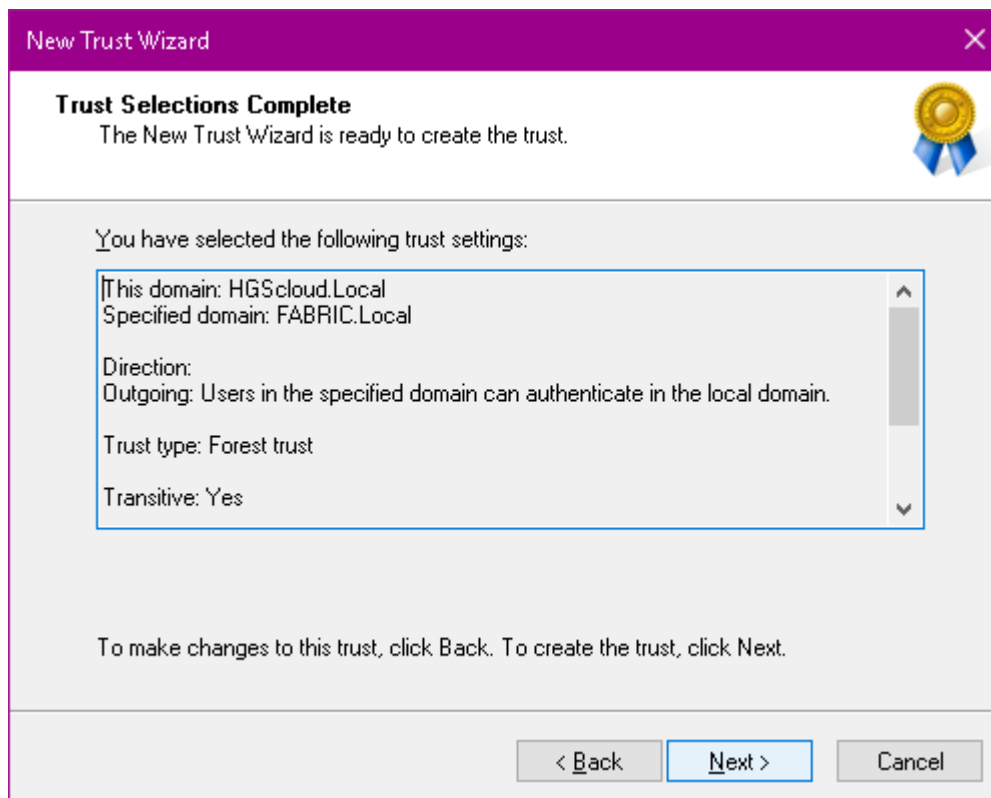 New Trust Wizard
Trust Selections Complete
The New Trust Wizard is ready to create the trust.
You have selected the following trust settings:
This domain: HGScloud.Local
Specified domain: FABRIC.Local
Direction:
Outgoing: Users in the specified domain can authenticate in the local domain.
Trust type: Forest trust
Transitive: Yes
To make changes to this trust, click Back. To create the trust, click Next.
< Back Next > Cancel